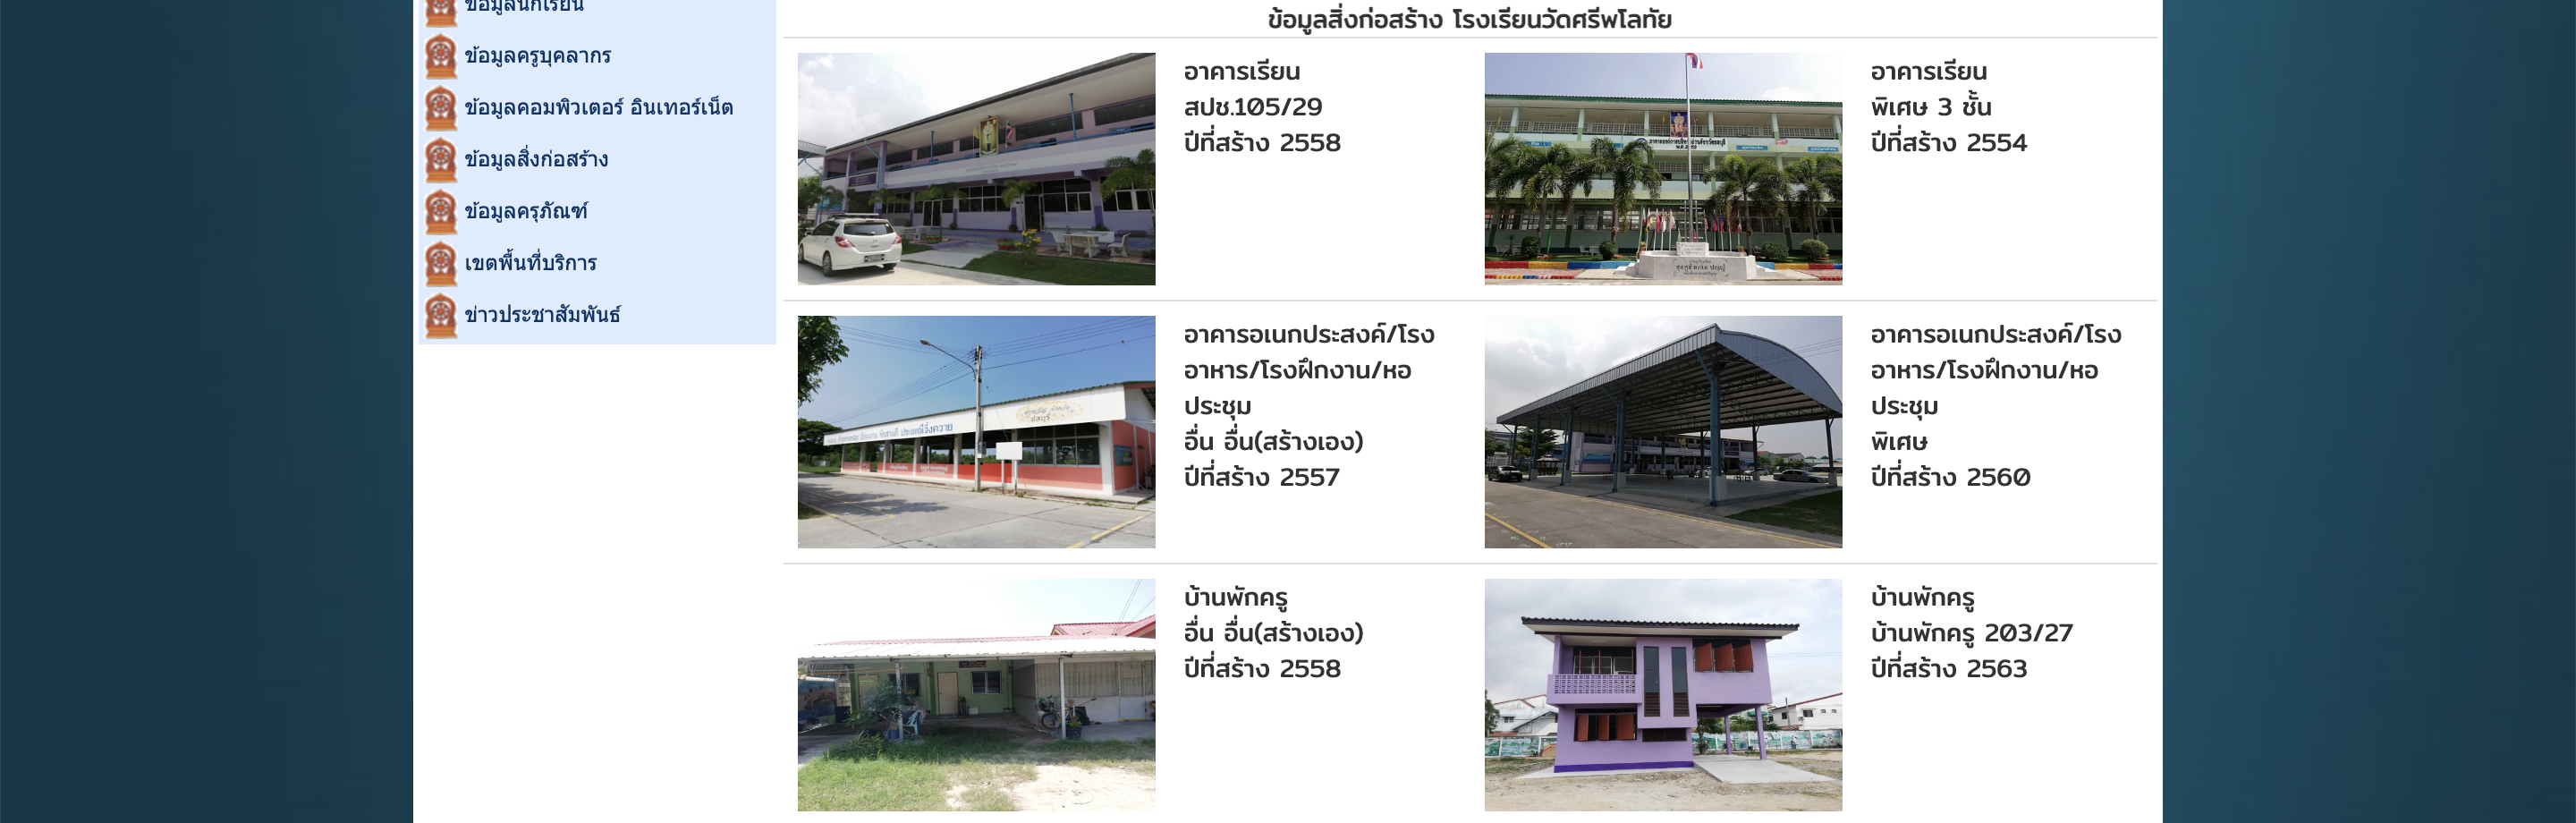 ข้อมูลนักเรียน
ข้อมูลครูบุคลากร
ข้อมูลคอมพิวเตอร์ อินเทอร์เน็ต
ข้อมูลสิ่งก่อสร้าง
ข้อมูลครุภัณฑ์
เขตพื้นที่บริการ
ข่าวประชาสัมพันธ์
ข้อมูลสิ่งก่อสร้าง โรงเรียนวัดศรีพโลทัย
อาคารเรียน
สปช.105/29
ปีที่สร้าง 2558
อาคารเรียน
พิเศษ 3 ชั้น
ปีที่สร้าง 2554
อาคารอเนกประสงค์/โรง
อาหาร/โรงฝึกงาน/หอ
ประชุม
อื่น อื่น(สร้างเอง)
ปีที่สร้าง 2557
อาคารอเนกประสงค์/โรง
อาหาร/โรงฝึกงาน/หอ
ประชุม
พิเศษ
ปีที่สร้าง 2560
บ้านพักครู
อื่น อื่น(สร้างเอง)
ปีที่สร้าง 2558
บ้านพักครู
บ้านพักครู 203/27
ปีที่สร้าง 2563